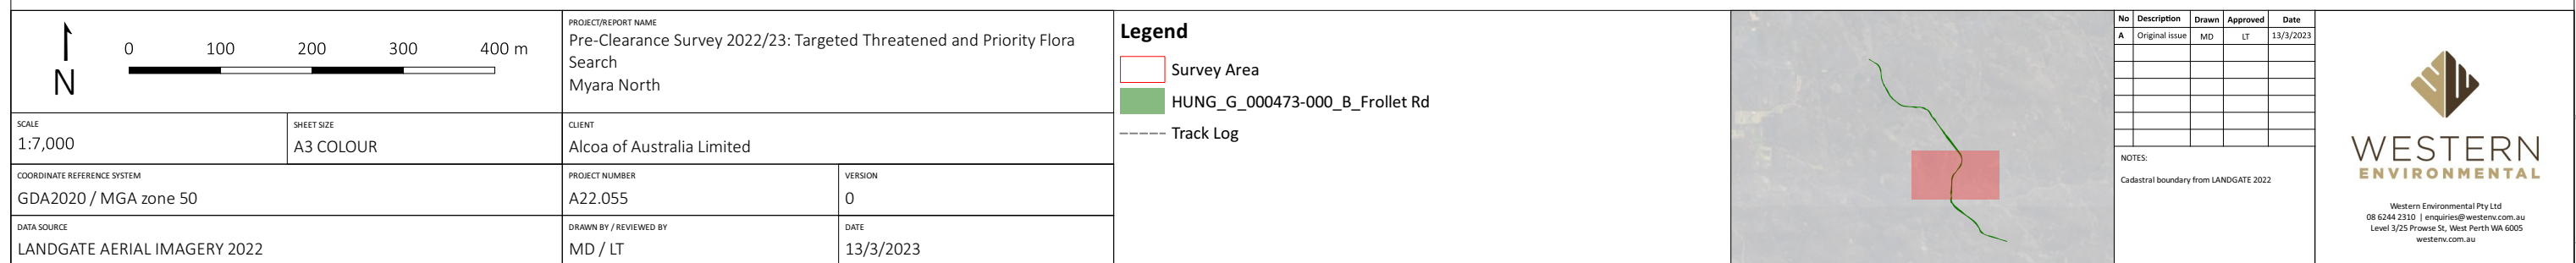 N
0 100 200 300 400 m
SCALE
1:7,000
SHEET SIZE
A3 COLOUR
COORDINATE REFERENCE SYSTEM
GDA2020 / MGA zone 50
DATA SOURCE
LANDGATE AERIAL IMAGERY 2022
PROJECT/REPORT NAME
Pre-Clearance Survey 2022/23: Targeted Threatened and Priority Flora
Search
Myara North
CLIENT
Alcoa of Australia Limited
PROJECT NUMBER
A22.055
VERSION
0
DRAWN BY / REVIEWED BY
MD / LT
DATE
13/3/2023
Legend
Survey Area
HUNG_G_000473-000_B_Frollet Rd
Track Log
No Description Drawn Approved Date
A Original issue MD LT 13/3/2023
NOTES:
Cadastral boundary from LANDGATE 2022
WESTERN
ENVIRONMENTAL
Western Environmental Pty Ltd
08 6244 2310 | enquiries@westenv.com.au
Level 3/25 Prowse St, West Perth WA 6005
westenv.com.au